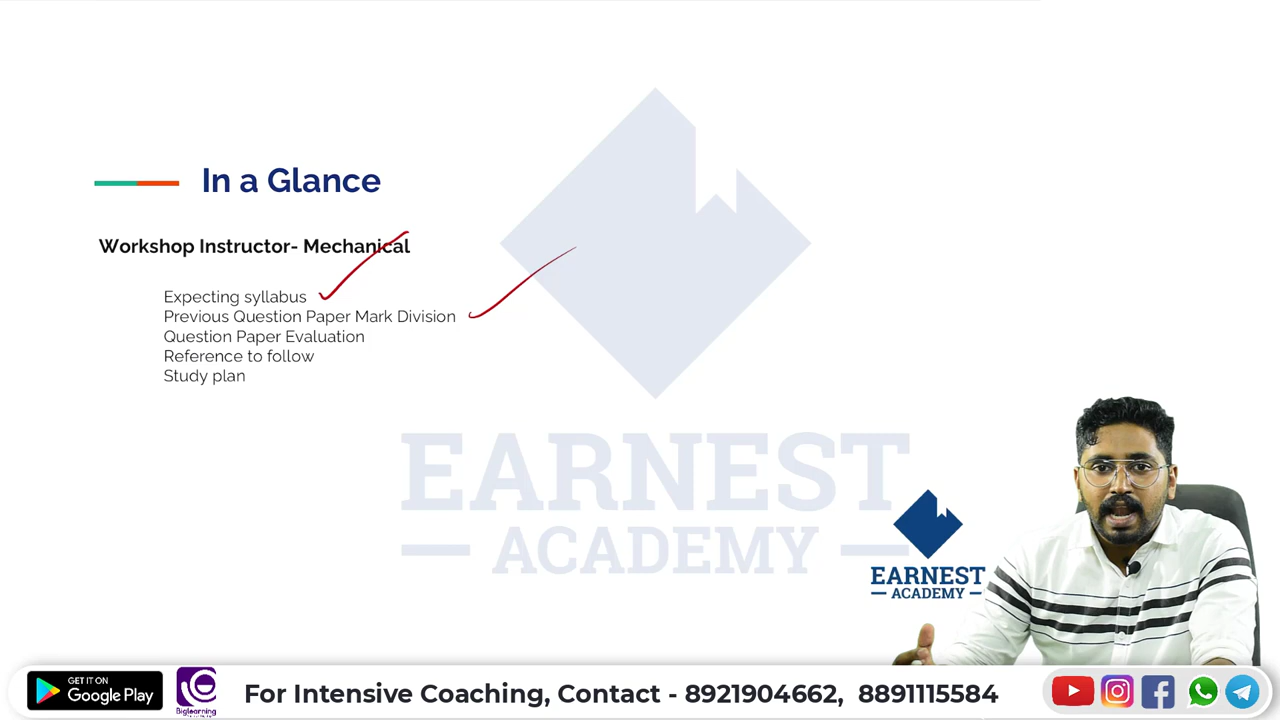 In a Glance
Workshop Instructor- Mechanical
Expecting syllabus
Previous Question Paper Mark Division
Question Paper Evaluation
Reference to follow
Study plan
EARNEST
ACADEMY
EARNEST
ACADEMY
GET IT ON
Google Play
Biglearning
For Intensive Coaching, Contact - 8921904662, 8891115584